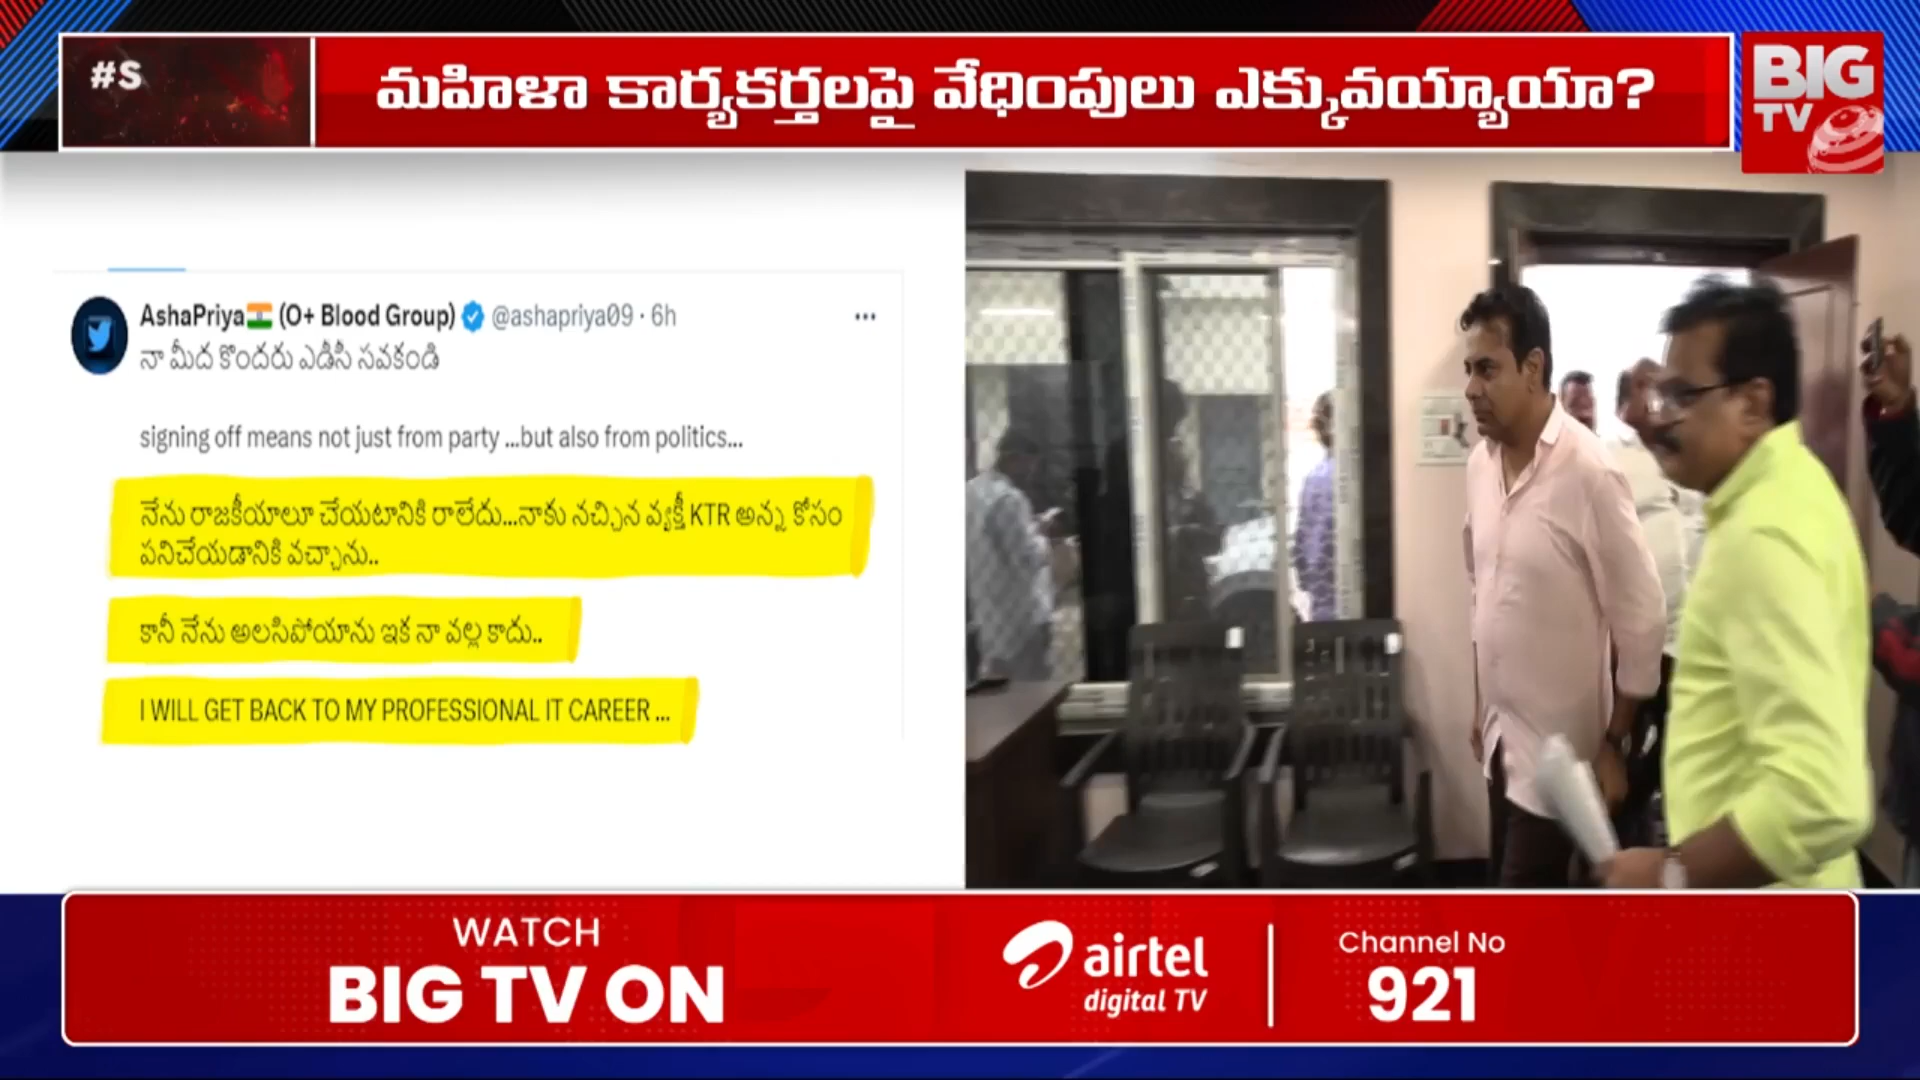 #S
మహిళా కార్యకర్తలపై వేధింపులు ఎక్కువయ్యాయా?
BIG
TV
AshaPriya🇮🇳 (O+ Blood Group) @ashapriya09 · 6h
నా మీద కొందరు ఎడీసీ సవకండి
signing off means not just from party ...but also from politics...
నేను రాజకీయాలూ చేయటానికి రాలేదు...నాకు నచ్చిన వ్యక్తీ KTR అన్న కోసం
పనిచేయడానికి వచ్చాను..
కానీ నేను అలసిపోయాను ఇక నా వల్ల కాదు..
I WILL GET BACK TO MY PROFESSIONAL IT CAREER ...
WATCH
BIG TV ON
airtel
digital TV
Channel No
921